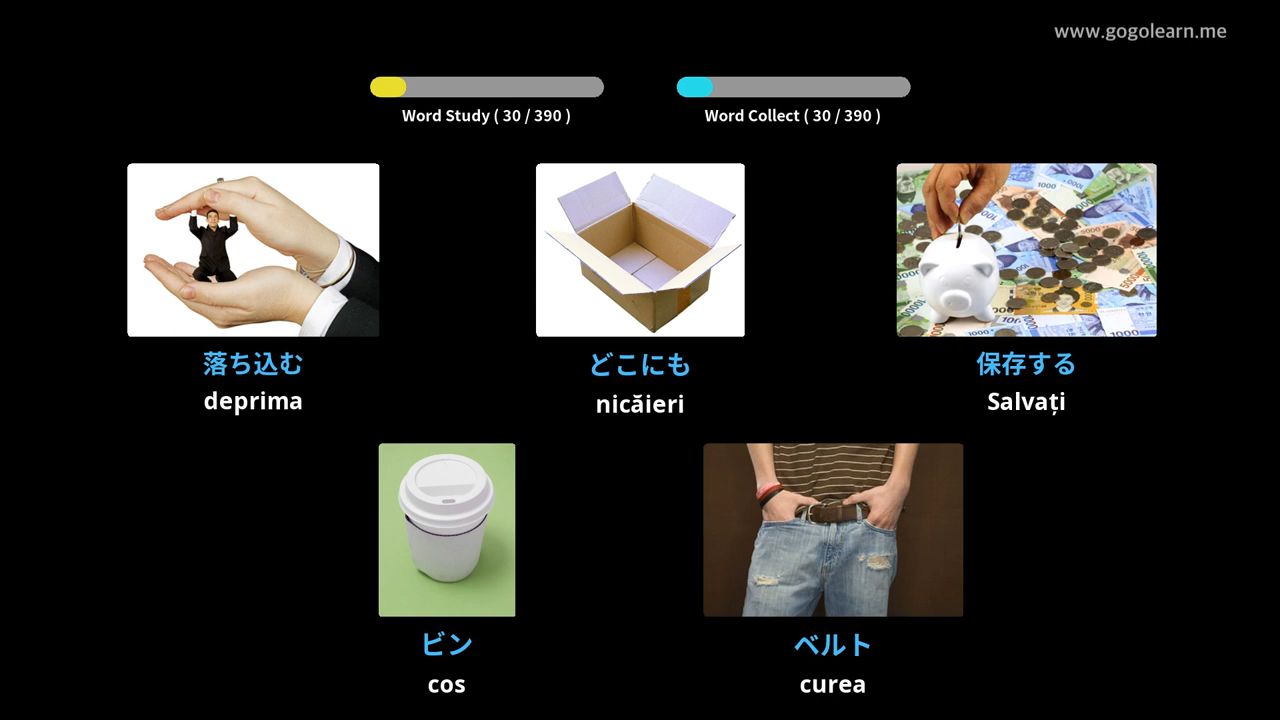 www.gogolearn.me
Word Study ( 30 / 390 )
Word Collect ( 30 / 390 )
落ち込む
deprima
どこにも
nicăieri
保存する
Salvați
ビン
cos
ベルト
curea